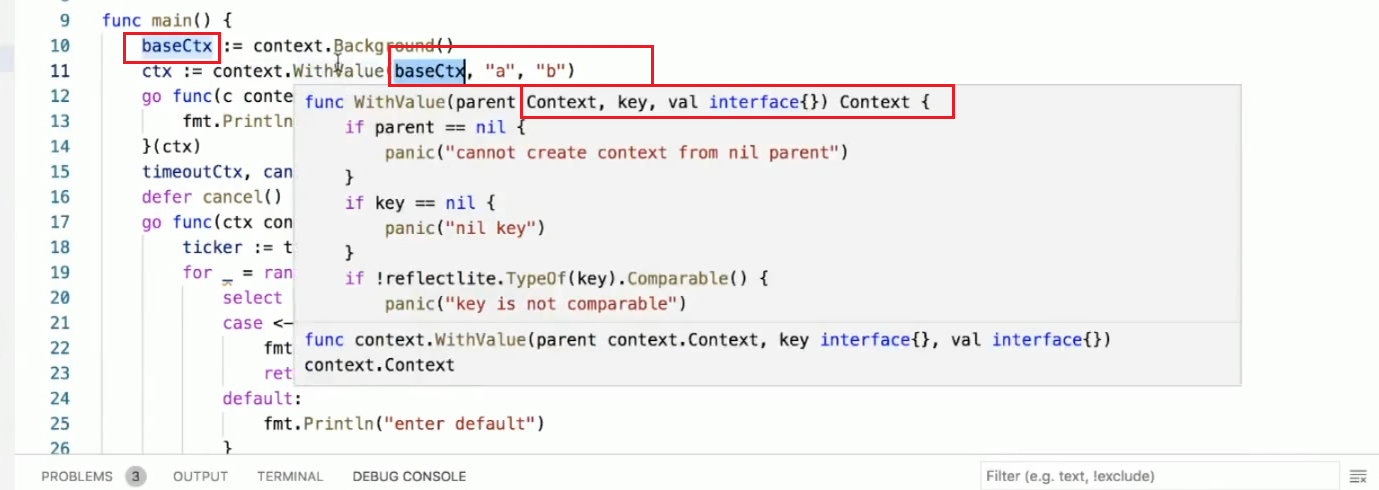 9 func main() {
10 baseCtx := context.Background()
11 ctx := context.WithValue(baseCtx, "a", "b")
12 go func(c conte
func WithValue(parent Context, key, val interface{}) Context {
13 fmt.Println
if parent == nil {
14 }(ctx)
panic("cannot create context from nil parent")
15 timeoutCtx, can
}
16 defer cancel()
if key == nil {
17 go func(ctx con
panic("nil key")
18 ticker := t
}
19 for _ = ran
if !reflectlite.TypeOf(key).Comparable() {
20 select
panic("key is not comparable")
21 case <-
func context.WithValue(parent context.Context, key interface{}, val interface{})
22 fmt
context.Context
23 ret
24 default:
25 fmt.Println("enter default")
26 }
PROBLEMS 3 OUTPUT TERMINAL DEBUG CONSOLE Filter (e.g. text, !exclude)